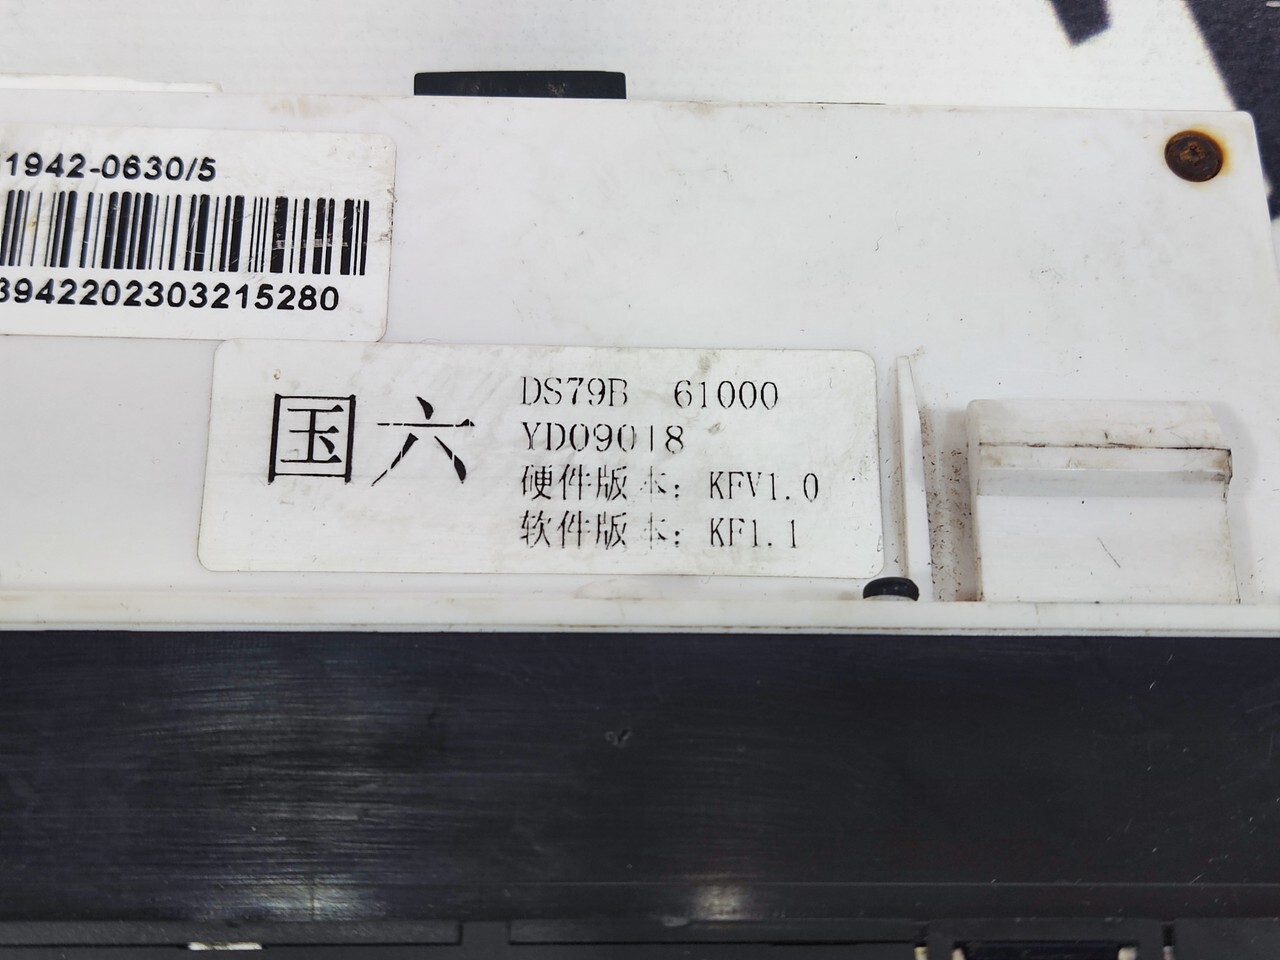 1942-0630/5
3942202303215280
国六
DS79B 61000
YD09018
硬件版本: KFV1.0
软件版本: KF1.1